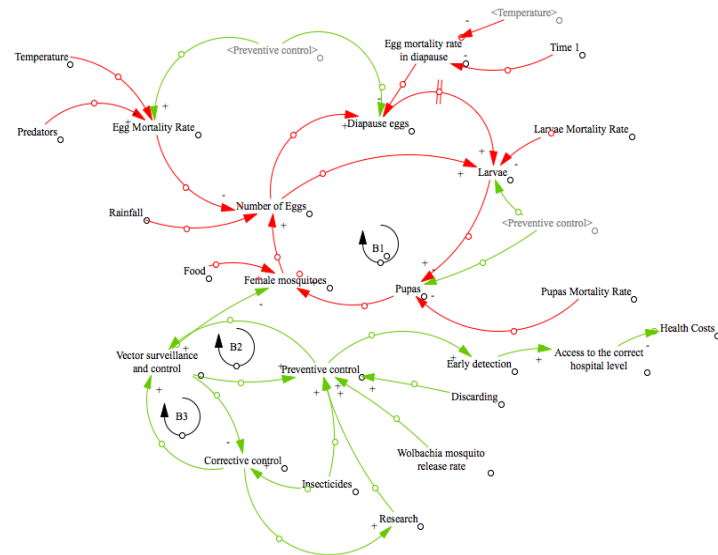 <Temperature>
Temperature
<Preventive control>
Egg mortality rate
in diapause
Time 1
Predators
Egg Mortality Rate
Diapause eggs
Larvae Mortality Rate
Larvae
Rainfall
Number of Eggs
<Preventive control>
B1
Food
Female mosquitoes
Pupas
Pupas Mortality Rate
Health Costs
Vector surveillance
and control
B2
Preventive control
Early detection
Access to the correct
hospital level
Discarding
B3
Corrective control
Wolbachia mosquito
release rate
Insecticides
Research